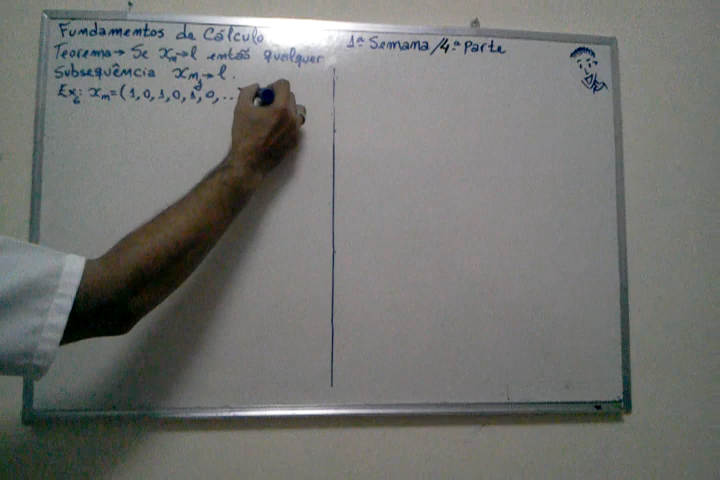 Fundamentos de Cálculo
1ª Semana/4ª Parte
Teorema→ Se xₙ→l então qualquer
Subsequência xₙⱼ→l.
Ex₆: xₙ=(1,0,1,0,1,0,...